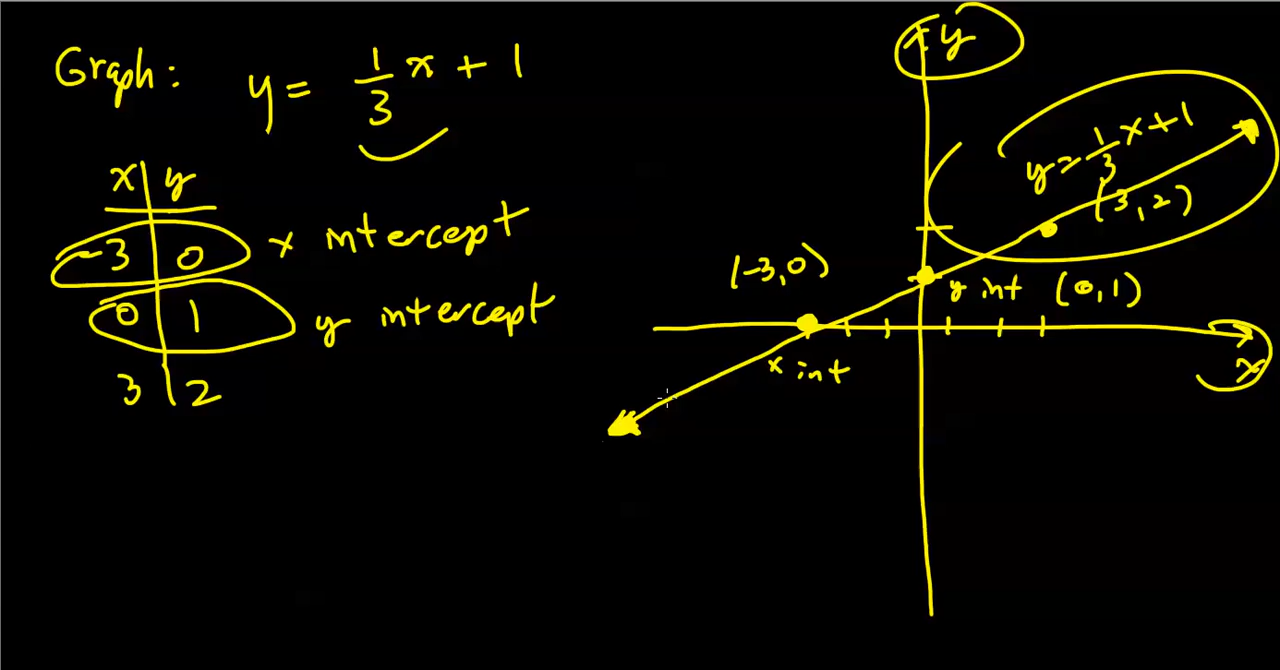 Graph: y = 1/3 x + 1
x | y
-3 | 0 x intercept
0 | 1 y intercept
3 | 2
y
y = 1/3 x + 1
(3, 2)
(-3, 0)
y int (0, 1)
x int
x